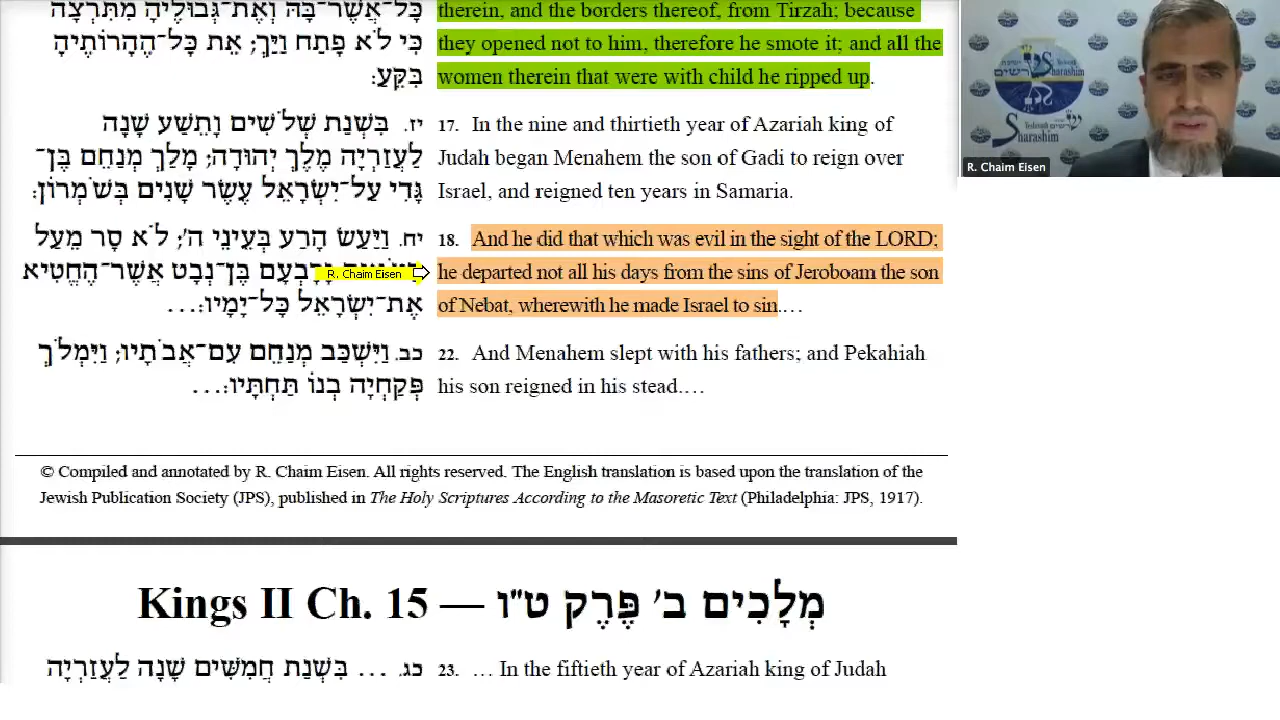 כׇּל־אֲשֶׁר־בָּהּ וְאֶת־גְּבוּלֶיהָ מִתִּרְצָה
כִּי לֹא פָתַח וַיַּךְ; אֵת כׇּל־הֶהָרוֹתֶיהָ
בִּקֵּעַ:
therein, and the borders thereof, from Tirzah; because
they opened not to him, therefore he smote it; and all the
women therein that were with child he ripped up.
יז. בִּשְׁנַת שְׁלֹשִׁים וָתֵשַׁע שָׁנָה
לַעֲזַרְיָה מֶלֶךְ יְהוּדָה; מָלַךְ מְנַחֵם בֶּן־
גָּדִי עַל־יִשְׂרָאֵל עֶשֶׂר שָׁנִים בְּשֹׁמְרוֹן:
17. In the nine and thirtieth year of Azariah king of
Judah began Menahem the son of Gadi to reign over
Israel, and reigned ten years in Samaria.
יח. וַיַּעַשׂ הָרַע בְּעֵינֵי ה'; לֹא סָר מֵעַל
יָרׇבְעָם בֶּן־נְבָט אֲשֶׁר־הֶחֱטִיא
אֶת־יִשְׂרָאֵל כׇּל־יָמָיו:...
18. And he did that which was evil in the sight of the LORD;
he departed not all his days from the sins of Jeroboam the son
of Nebat, wherewith he made Israel to sin....
R. Chaim Eisen
כב. וַיִּשְׁכַּב מְנַחֵם עִם־אֲבֹתָיו; וַיִּמְלֹךְ
פְּקַחְיָה בְנוֹ תַּחְתָּיו:...
22. And Menahem slept with his fathers; and Pekahiah
his son reigned in his stead....
© Compiled and annotated by R. Chaim Eisen. All rights reserved. The English translation is based upon the translation of the
Jewish Publication Society (JPS), published in The Holy Scriptures According to the Masoretic Text (Philadelphia: JPS, 1917).
Kings II Ch. 15 — מְלָכִים ב' פֶּרֶק ט"ו
כג. ... בִּשְׁנַת חֲמִשִּׁים שָׁנָה לַעֲזַרְיָה
23. ... In the fiftieth year of Azariah king of Judah
Sharashim
Yeshivat
Sharashim
R. Chaim Eisen